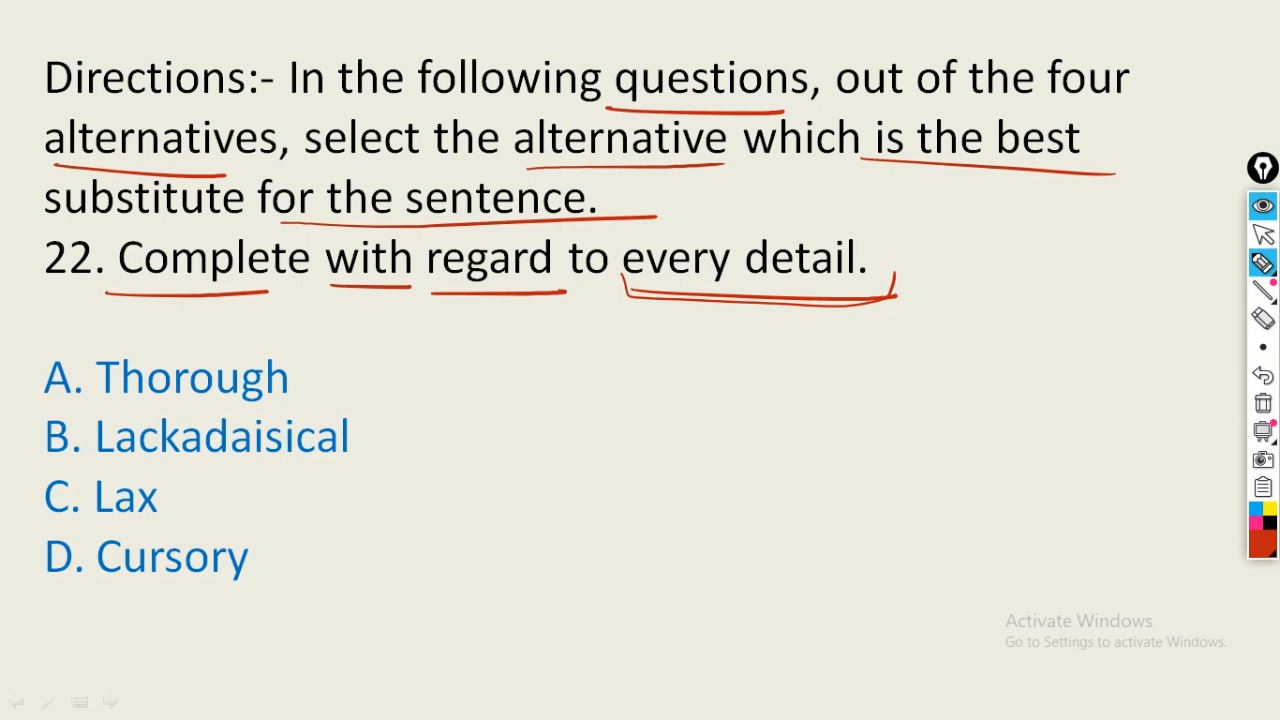 Directions:- In the following questions, out of the four
alternatives, select the alternative which is the best
substitute for the sentence.
22. Complete with regard to every detail.
A. Thorough
B. Lackadaisical
C. Lax
D. Cursory
Activate Windows
Go to Settings to activate Windows.